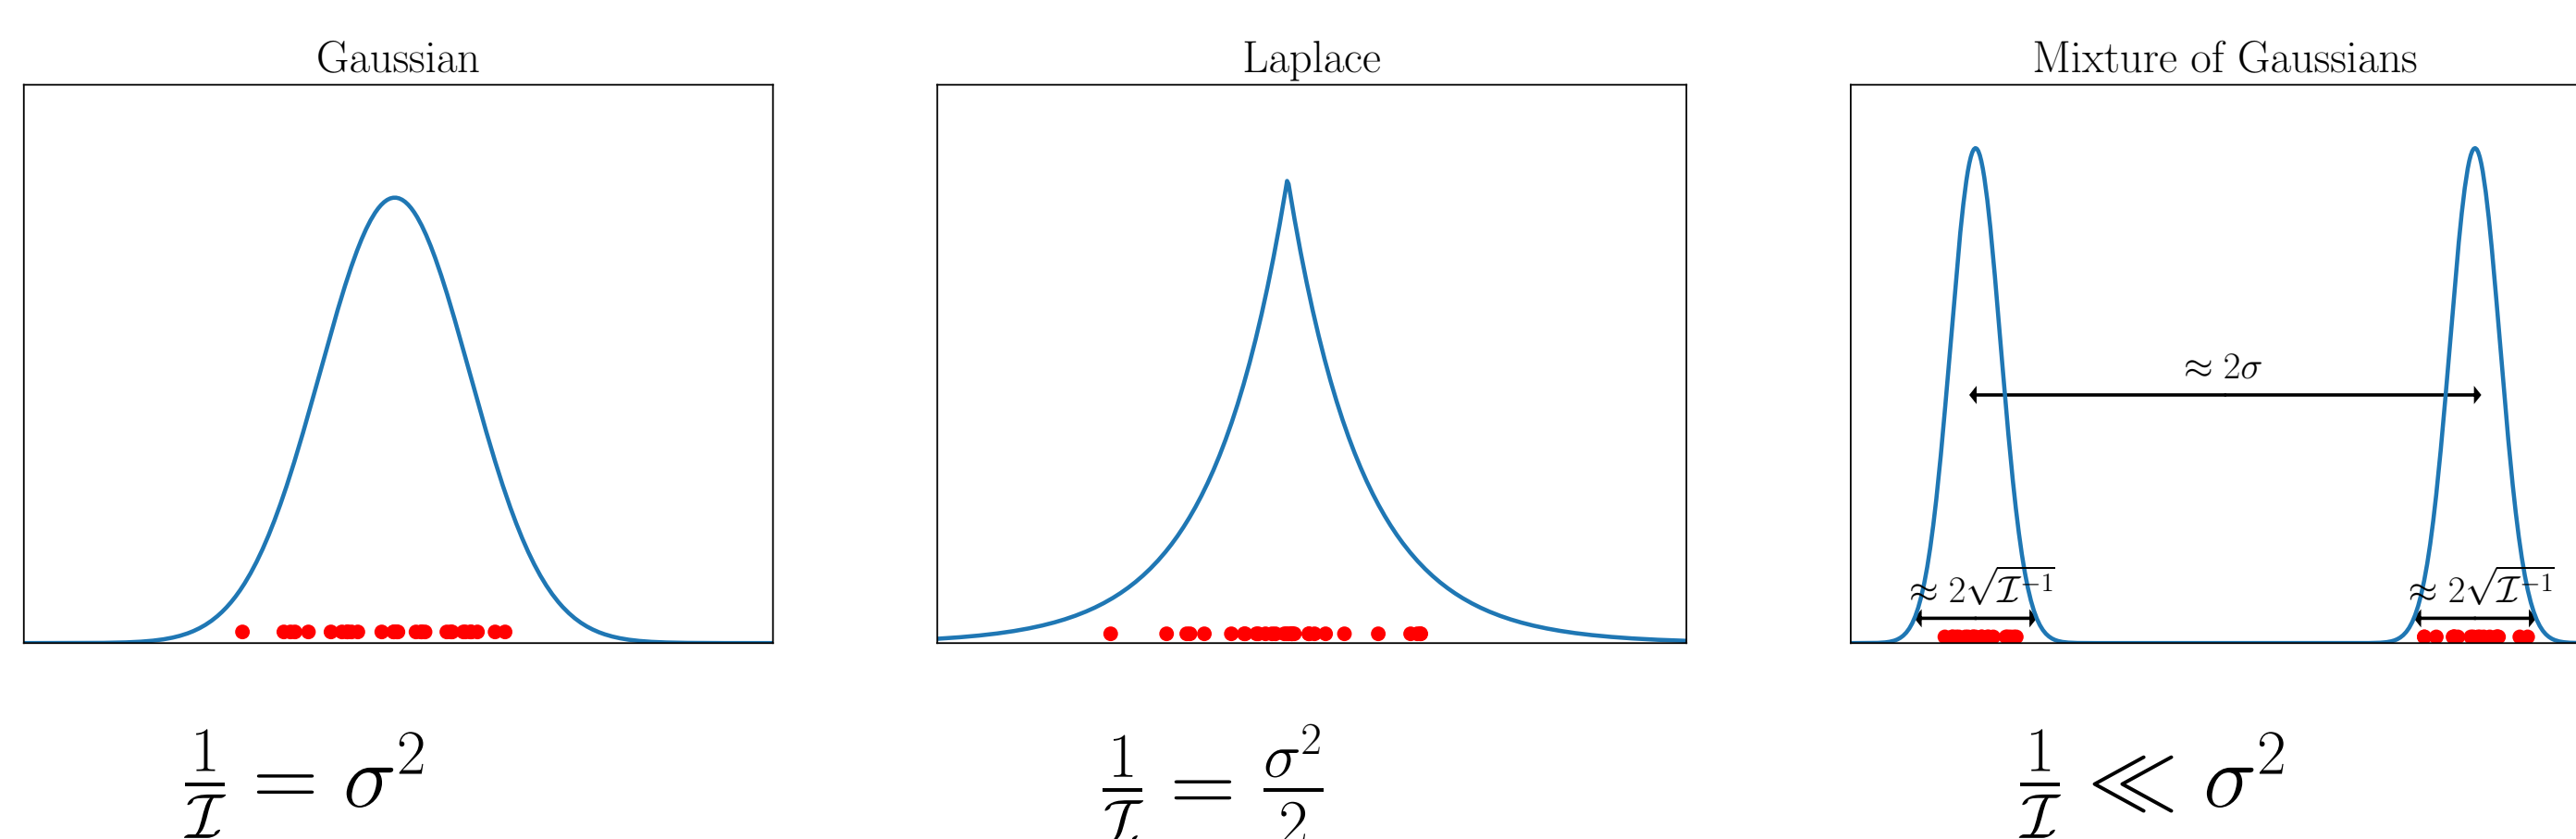 Gaussian
Laplace
Mixture of Gaussians
≈ 2σ
≈ 2√ℐ⁻¹
≈ 2√ℐ⁻¹
1/ℐ = σ²
1/ℐ = σ²/2
1/ℐ ≪ σ²